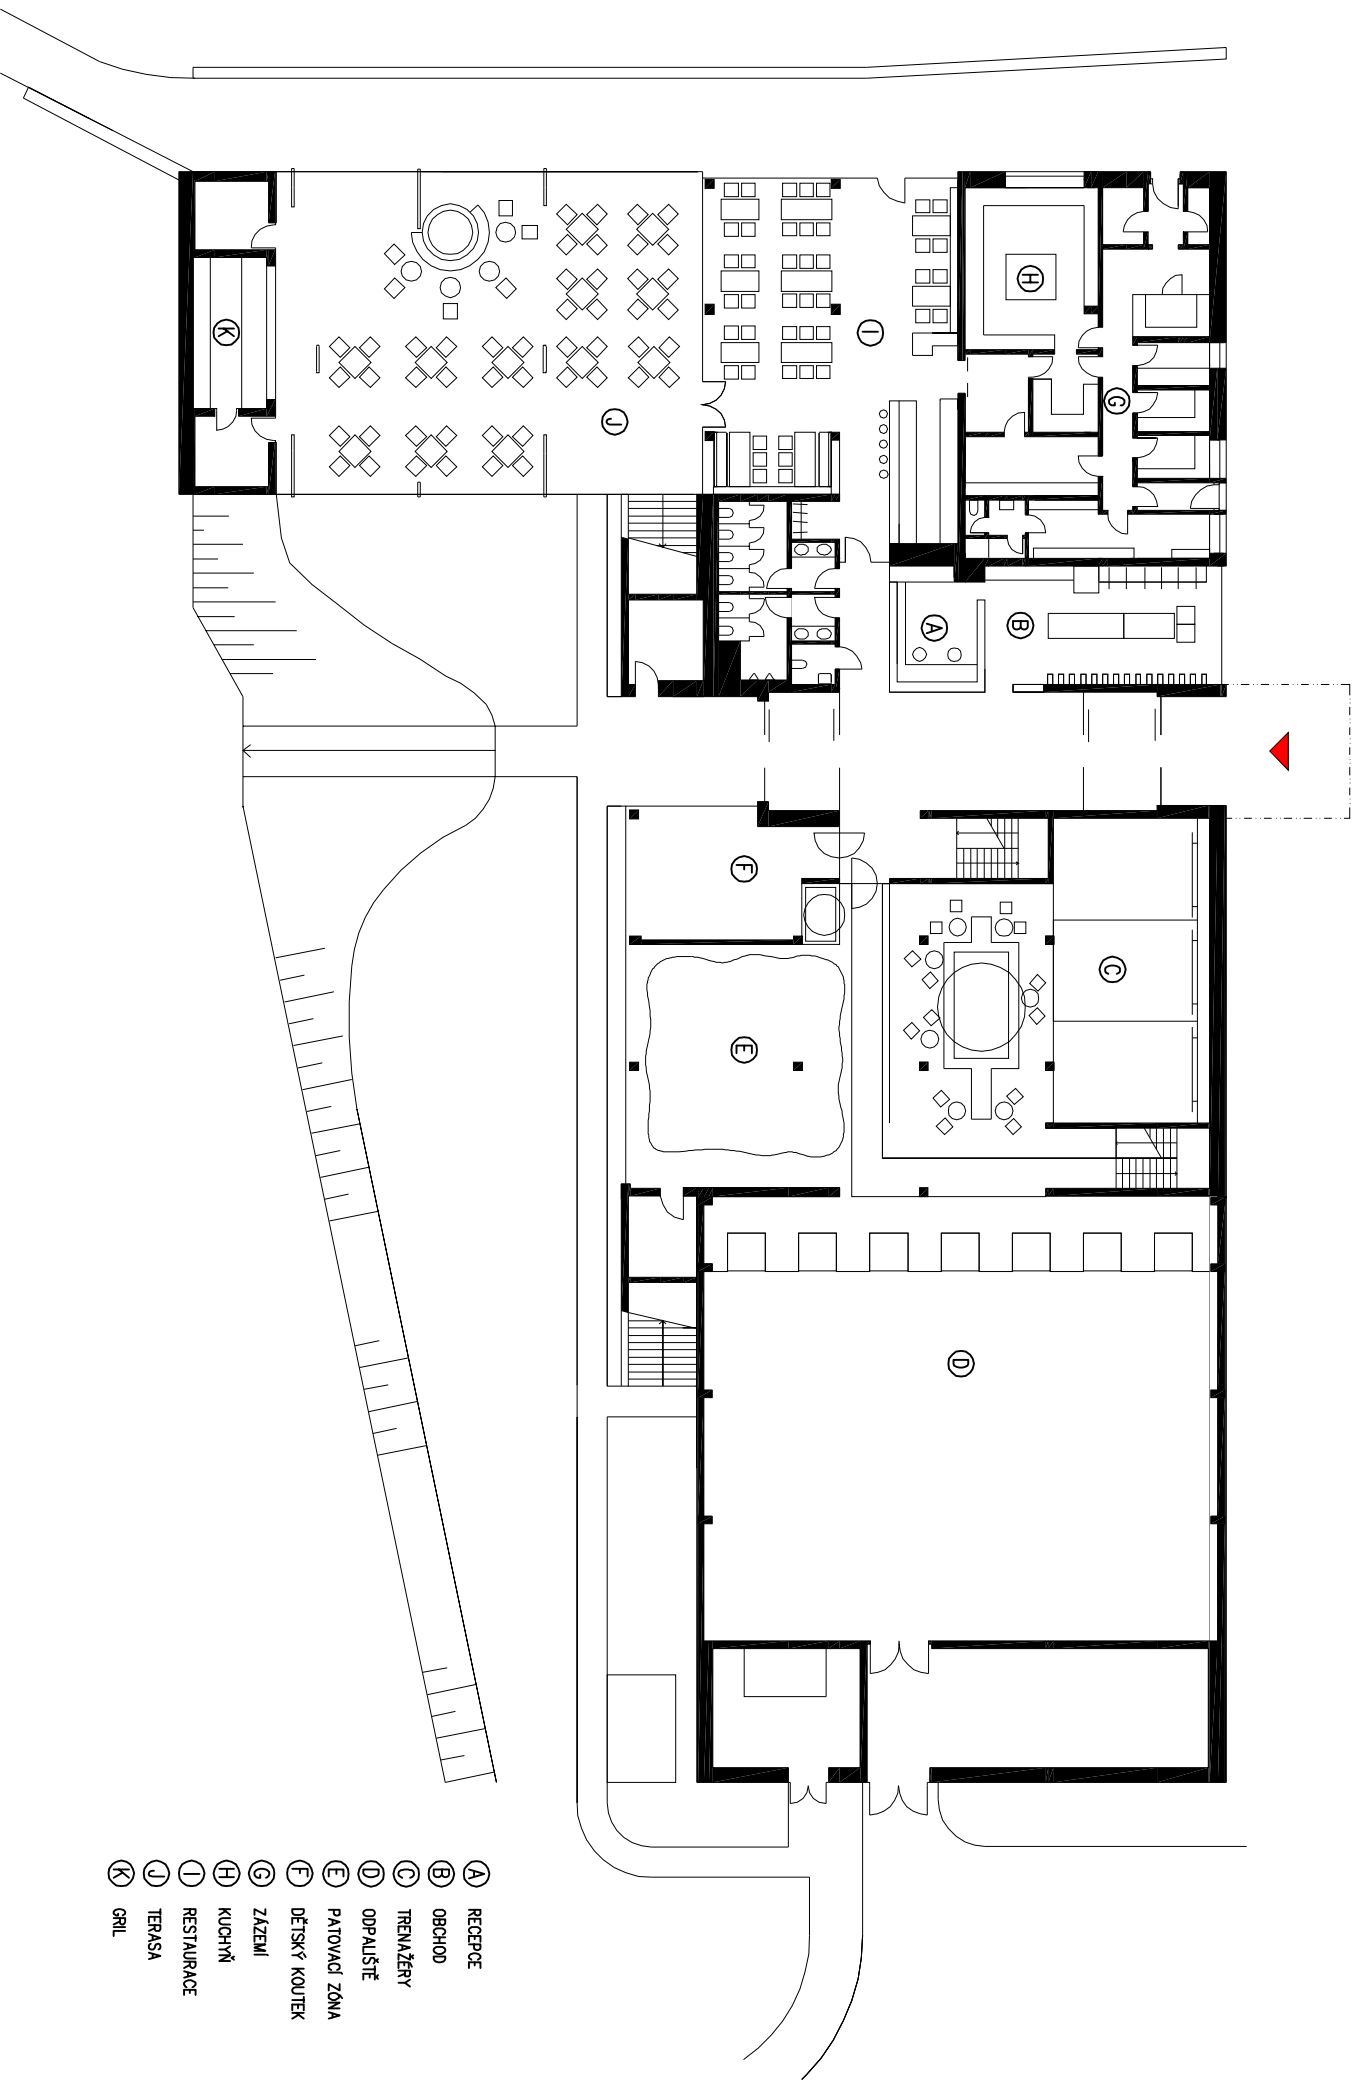 K
J
I
H
G
A
B
F
C
E
D
A RECEPCE
B OBCHOD
C TRENAŽÉRY
D ODPALIŠTĚ
E PATOVACÍ ZÓNA
F DĚTSKÝ KOUTEK
G ZÁZEMÍ
H KUCHYŇ
I RESTAURACE
J TERASA
K GRIL